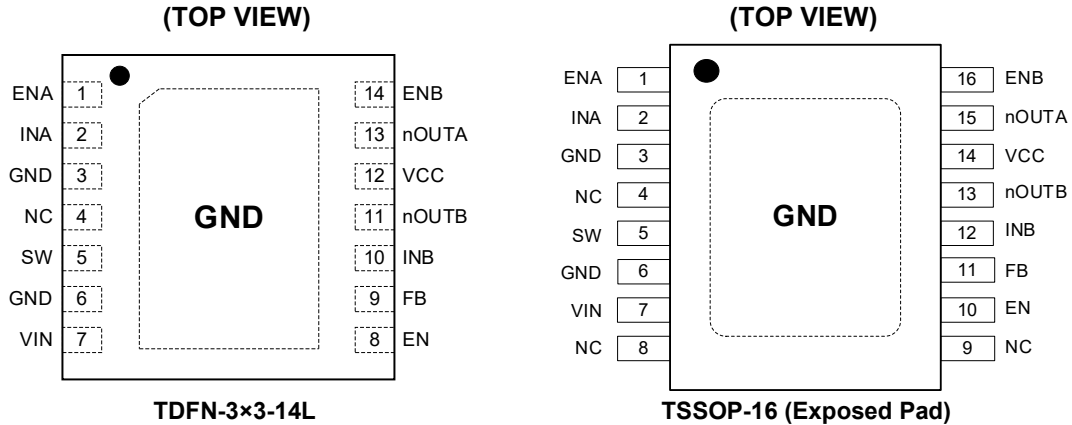 (TOP VIEW)
ENA 1 14 ENB
INA 2 13 nOUTA
GND 3 12 VCC
NC 4 GND 11 nOUTB
SW 5 10 INB
GND 6 9 FB
VIN 7 8 EN
TDFN-3×3-14L
(TOP VIEW)
ENA 1 16 ENB
INA 2 15 nOUTA
GND 3 14 VCC
NC 4 GND 13 nOUTB
SW 5 12 INB
GND 6 11 FB
VIN 7 10 EN
NC 8 9 NC
TSSOP-16 (Exposed Pad)